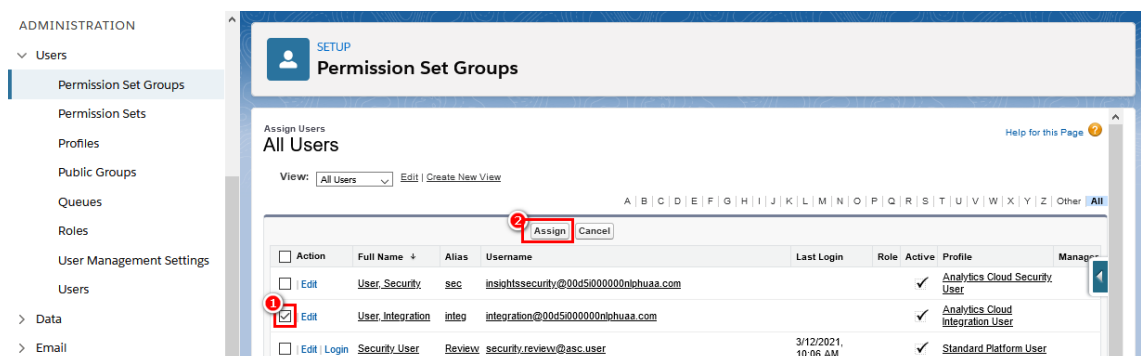 ADMINISTRATION
Users
Permission Set Groups
Permission Sets
Profiles
Public Groups
Queues
Roles
User Management Settings
Users
Data
Email
SETUP
Permission Set Groups
Assign Users
All Users
Help for this Page ?
View: All Users Edit | Create New View
A | B | C | D | E | F | G | H | I | J | K | L | M | N | O | P | Q | R | S | T | U | V | W | X | Y | Z | Other | All
2
Assign Cancel
Action Full Name ↓ Alias Username Last Login Role Active Profile Manager
| Edit User, Security sec insightssecurity@00d5i000000nlphuaa.com Analytics Cloud Security
User
1
Edit User, Integration integ integration@00d5i000000nlphuaa.com Analytics Cloud
Integration User
| Edit | Login Security User Review security.review@asc.user 3/12/2021, Standard Platform User
10:06 AM